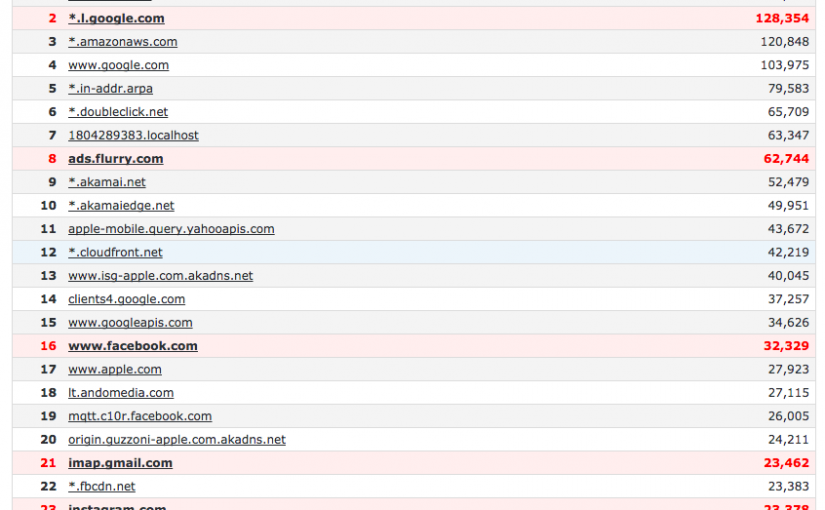 2 *.l.google.com 128,354
3 *.amazonaws.com 120,848
4 www.google.com 103,975
5 *.in-addr.arpa 79,583
6 *.doubleclick.net 65,709
7 1804289383.localhost 63,347
8 ads.flurry.com 62,744
9 *.akamai.net 52,479
10 *.akamaiedge.net 49,951
11 apple-mobile.query.yahooapis.com 43,672
12 *.cloudfront.net 42,219
13 www.isg-apple.com.akadns.net 40,045
14 clients4.google.com 37,257
15 www.googleapis.com 34,626
16 www.facebook.com 32,329
17 www.apple.com 27,923
18 lt.andomedia.com 27,115
19 mqtt.c10r.facebook.com 26,005
20 origin.guzzoni-apple.com.akadns.net 24,211
21 imap.gmail.com 23,462
22 *.fbcdn.net 23,383
23 instagram.com 23,378